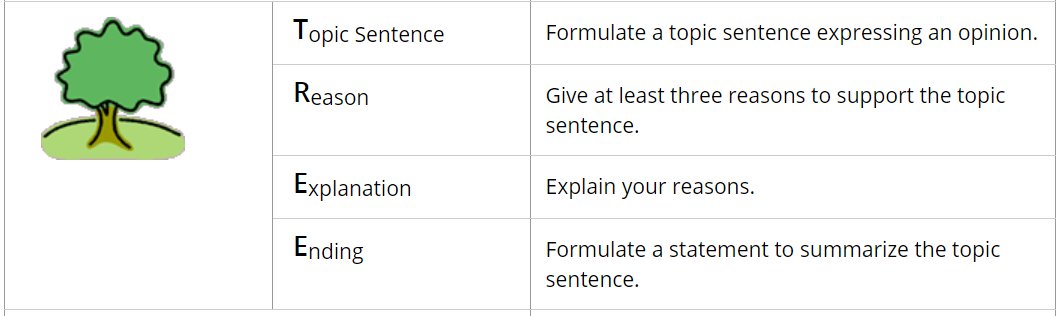 Topic Sentence
Formulate a topic sentence expressing an opinion.
Reason
Give at least three reasons to support the topic
sentence.
Explanation
Explain your reasons.
Ending
Formulate a statement to summarize the topic
sentence.